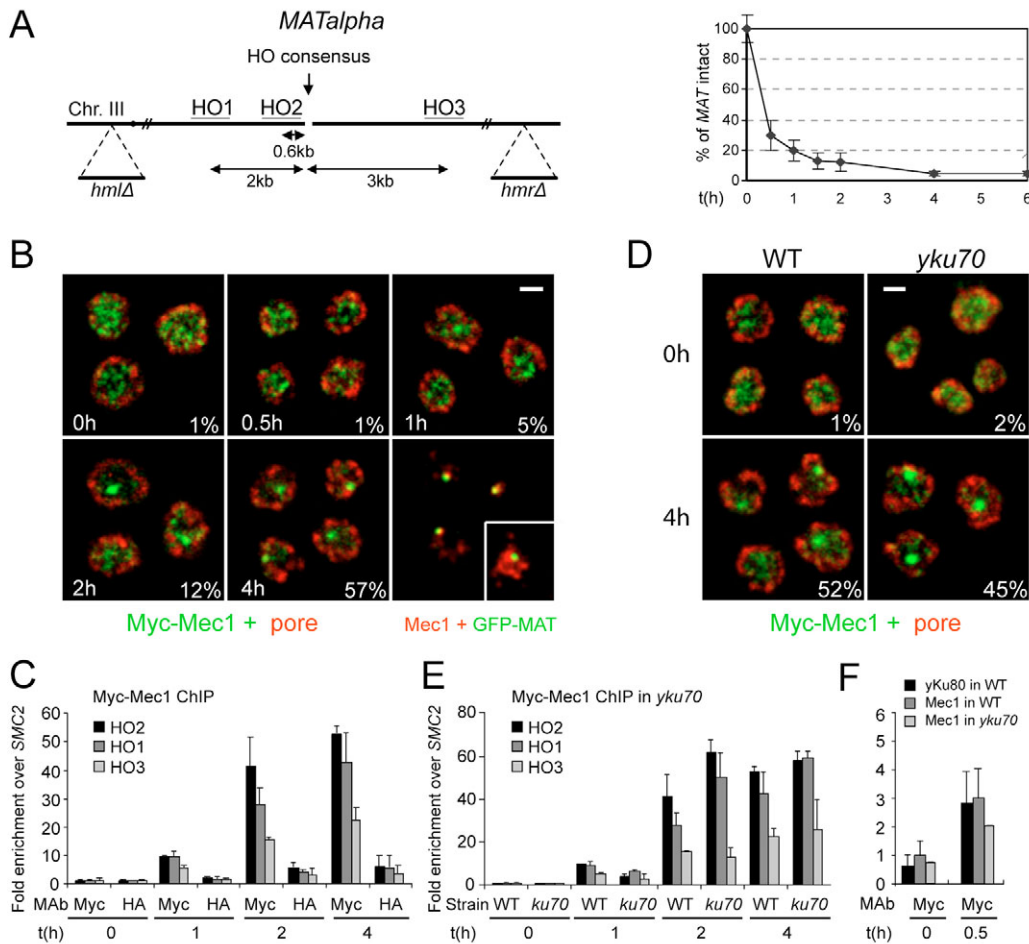 A
MATalpha
HO consensus
Chr. III
HO1
HO2
HO3
0.6kb
2kb
3kb
hmlΔ
hmrΔ
% of MAT intact
100
80
60
40
20
0
t(h)
0
1
2
3
4
5
6
B
0h
1%
0.5h
1%
1h
5%
2h
12%
4h
57%
Myc-Mec1 + pore
Mec1 + GFP-MAT
D
WT
yku70
0h
1%
2%
4h
52%
45%
Myc-Mec1 + pore
C
Myc-Mec1 ChIP
HO2
HO1
HO3
Fold enrichment over SMC2
60
50
40
30
20
10
0
MAb
Myc HA Myc HA Myc HA Myc HA
t(h)
0 1 2 4
E
Myc-Mec1 ChIP in yku70
HO2
HO1
HO3
Fold enrichment over SMC2
80
60
40
20
0
Strain
WT ku70 WT ku70 WT ku70 WT ku70
t(h)
0 1 2 4
F
yKu80 in WT
Mec1 in WT
Mec1 in yku70
6
5
4
3
2
1
0
MAb
Myc Myc
t(h)
0 0.5